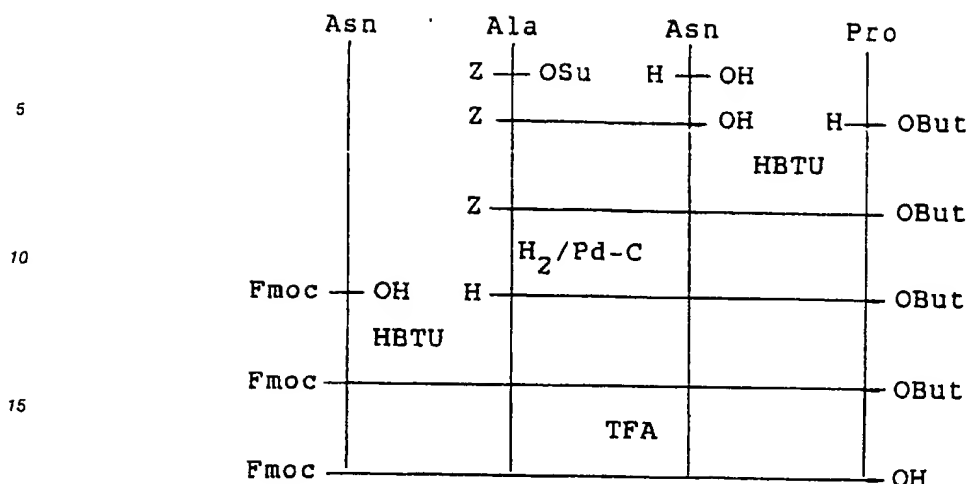 Asn Ala Asn Pro
Z OSu H OH
5
Z OH H OBut
HBTU
Z OBut
10
H2/Pd-C
Fmoc OH H OBut
HBTU
Fmoc OBut
15
TFA
Fmoc OH